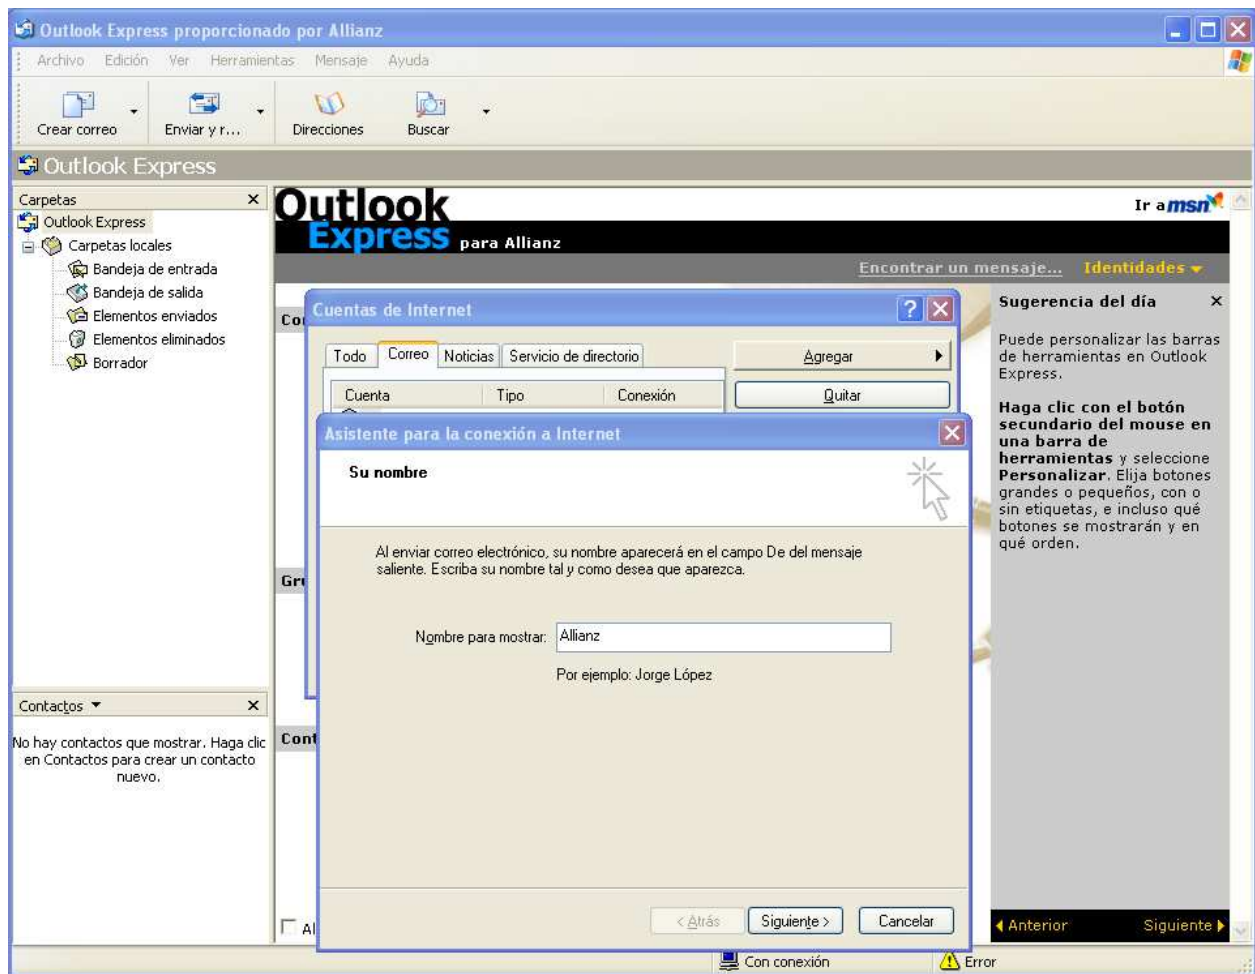 Outlook Express proporcionado por Allianz
Archivo Edición Ver Herramientas Mensaje Ayuda
Crear correo Enviar y r... Direcciones Buscar
Outlook Express
Carpetas
Outlook Express
Carpetas locales
Bandeja de entrada
Bandeja de salida
Elementos enviados
Elementos eliminados
Borrador
Contactos
No hay contactos que mostrar. Haga clic
en Contactos para crear un contacto
nuevo.
Outlook
Express para Allianz
Ir a msn
Encontrar un mensaje... Identidades
Cor
Gru
Cont
Al
Cuentas de Internet
Todo Correo Noticias Servicio de directorio
Cuenta Tipo Conexión
Agregar
Quitar
Asistente para la conexión a Internet
Su nombre
Al enviar correo electrónico, su nombre aparecerá en el campo De del mensaje
saliente. Escriba su nombre tal y como desea que aparezca.
Nombre para mostrar: Allianz
Por ejemplo: Jorge López
< Atrás Siguiente > Cancelar
Sugerencia del día
Puede personalizar las barras
de herramientas en Outlook
Express.
Haga clic con el botón
secundario del mouse en
una barra de
herramientas y seleccione
Personalizar. Elija botones
grandes o pequeños, con o
sin etiquetas, e incluso qué
botones se mostrarán y en
qué orden.
Anterior Siguiente
Con conexión Error